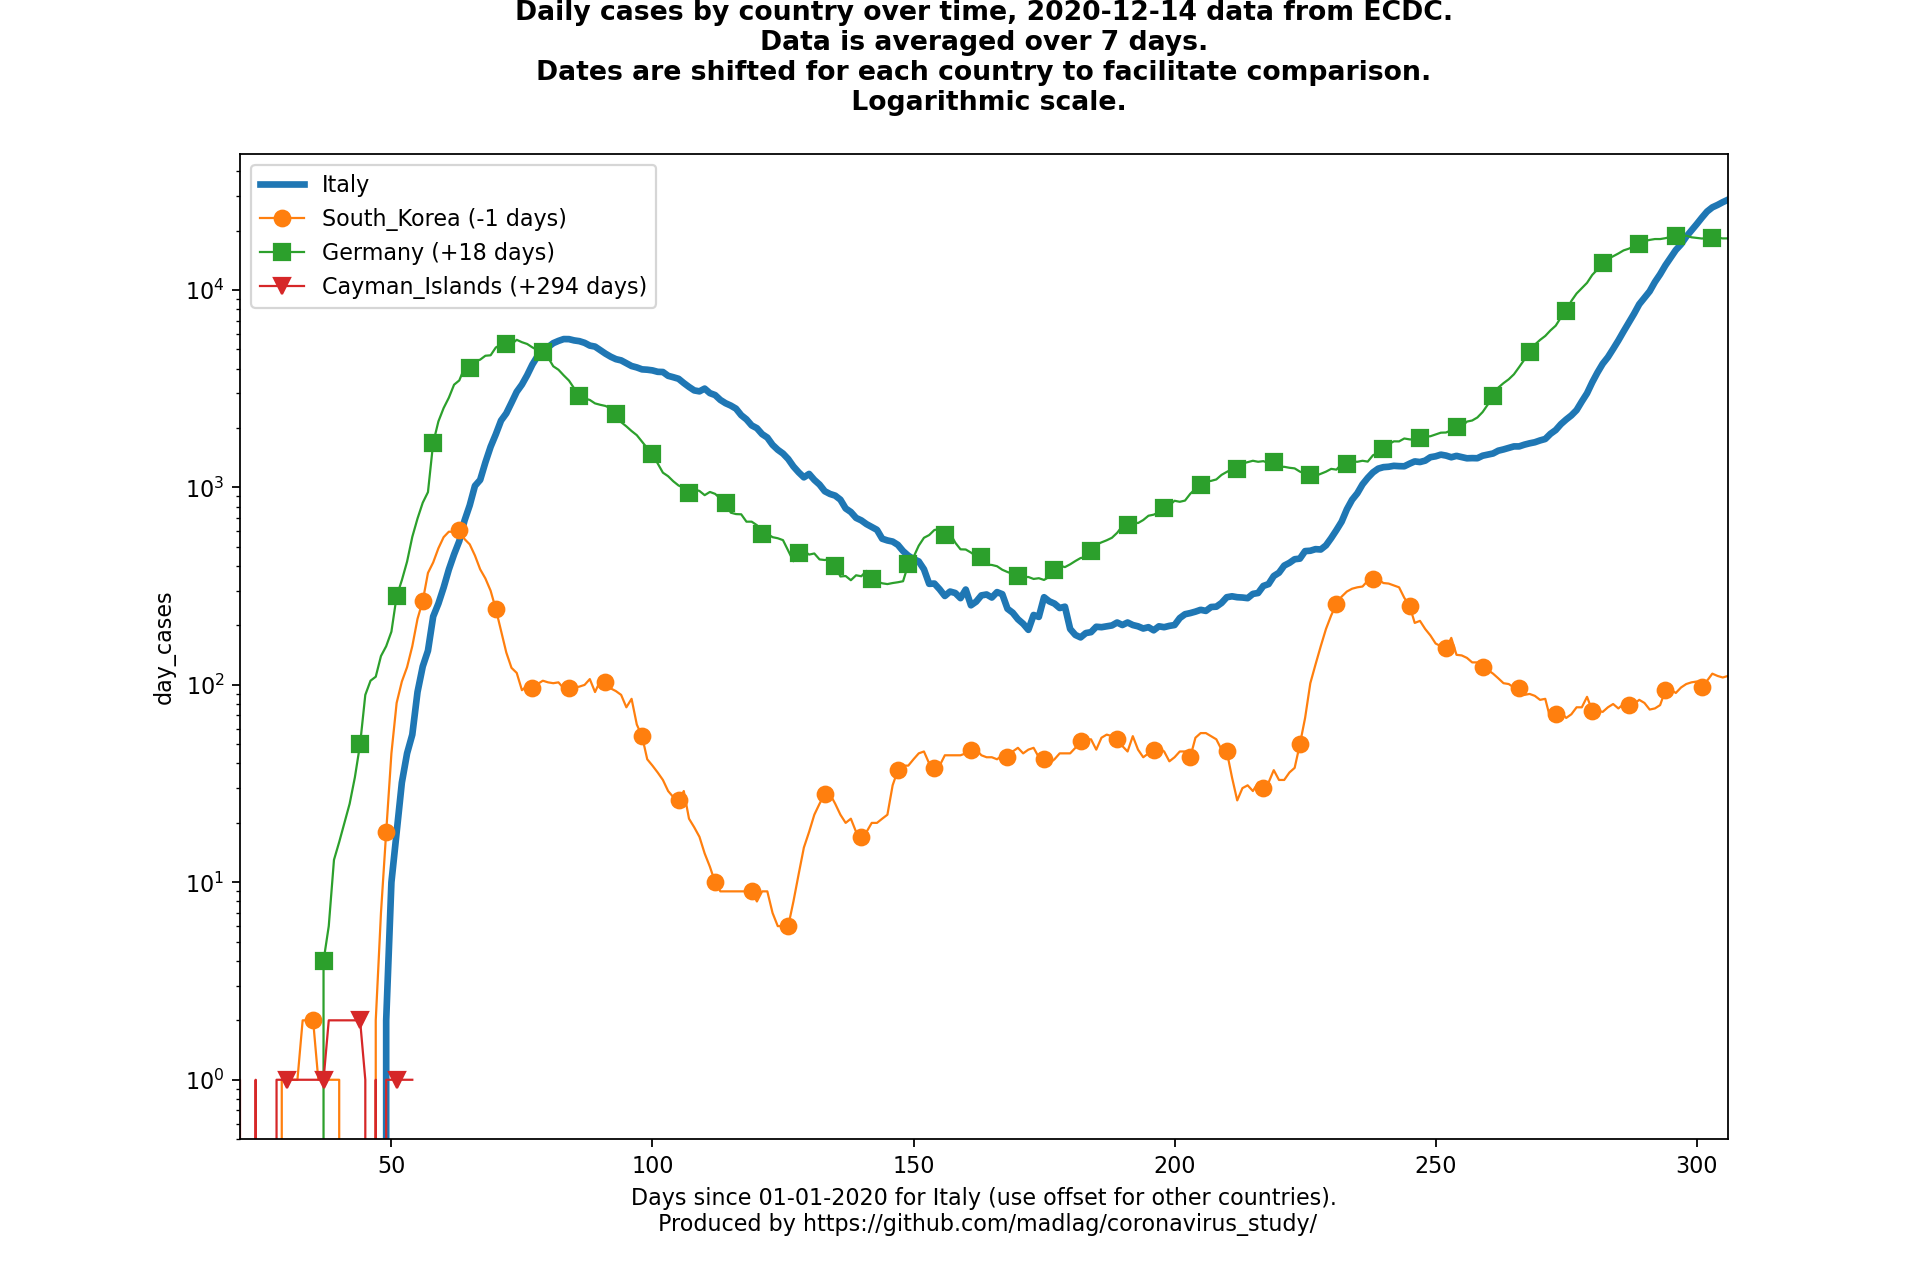 Daily cases by country over time, 2020-12-14 data from ECDC.
Data is averaged over 7 days.
Dates are shifted for each country to facilitate comparison.
Logarithmic scale.
Italy
South_Korea (-1 days)
Germany (+18 days)
Cayman_Islands (+294 days)
day_cases
10⁴
10³
10²
10¹
10⁰
50 100 150 200 250 300
Days since 01-01-2020 for Italy (use offset for other countries).
Produced by https://github.com/madlag/coronavirus_study/